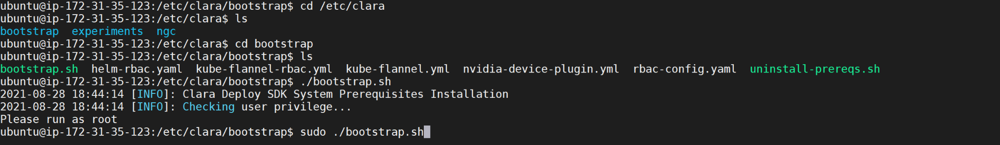 ubuntu@ip-172-31-35-123:/etc/clara/bootstrap$ cd /etc/clara
ubuntu@ip-172-31-35-123:/etc/clara$ ls
bootstrap  experiments  ngc
ubuntu@ip-172-31-35-123:/etc/clara$ cd bootstrap
ubuntu@ip-172-31-35-123:/etc/clara/bootstrap$ ls
bootstrap.sh  helm-rbac.yaml  kube-flannel-rbac.yml  kube-flannel.yml  nvidia-device-plugin.yml  rbac-config.yaml  uninstall-prereqs.sh
ubuntu@ip-172-31-35-123:/etc/clara/bootstrap$ ./bootstrap.sh
2021-08-28 18:44:14 [INFO]: Clara Deploy SDK System Prerequisites Installation
2021-08-28 18:44:14 [INFO]: Checking user privilege...
Please run as root
ubuntu@ip-172-31-35-123:/etc/clara/bootstrap$ sudo ./bootstrap.sh